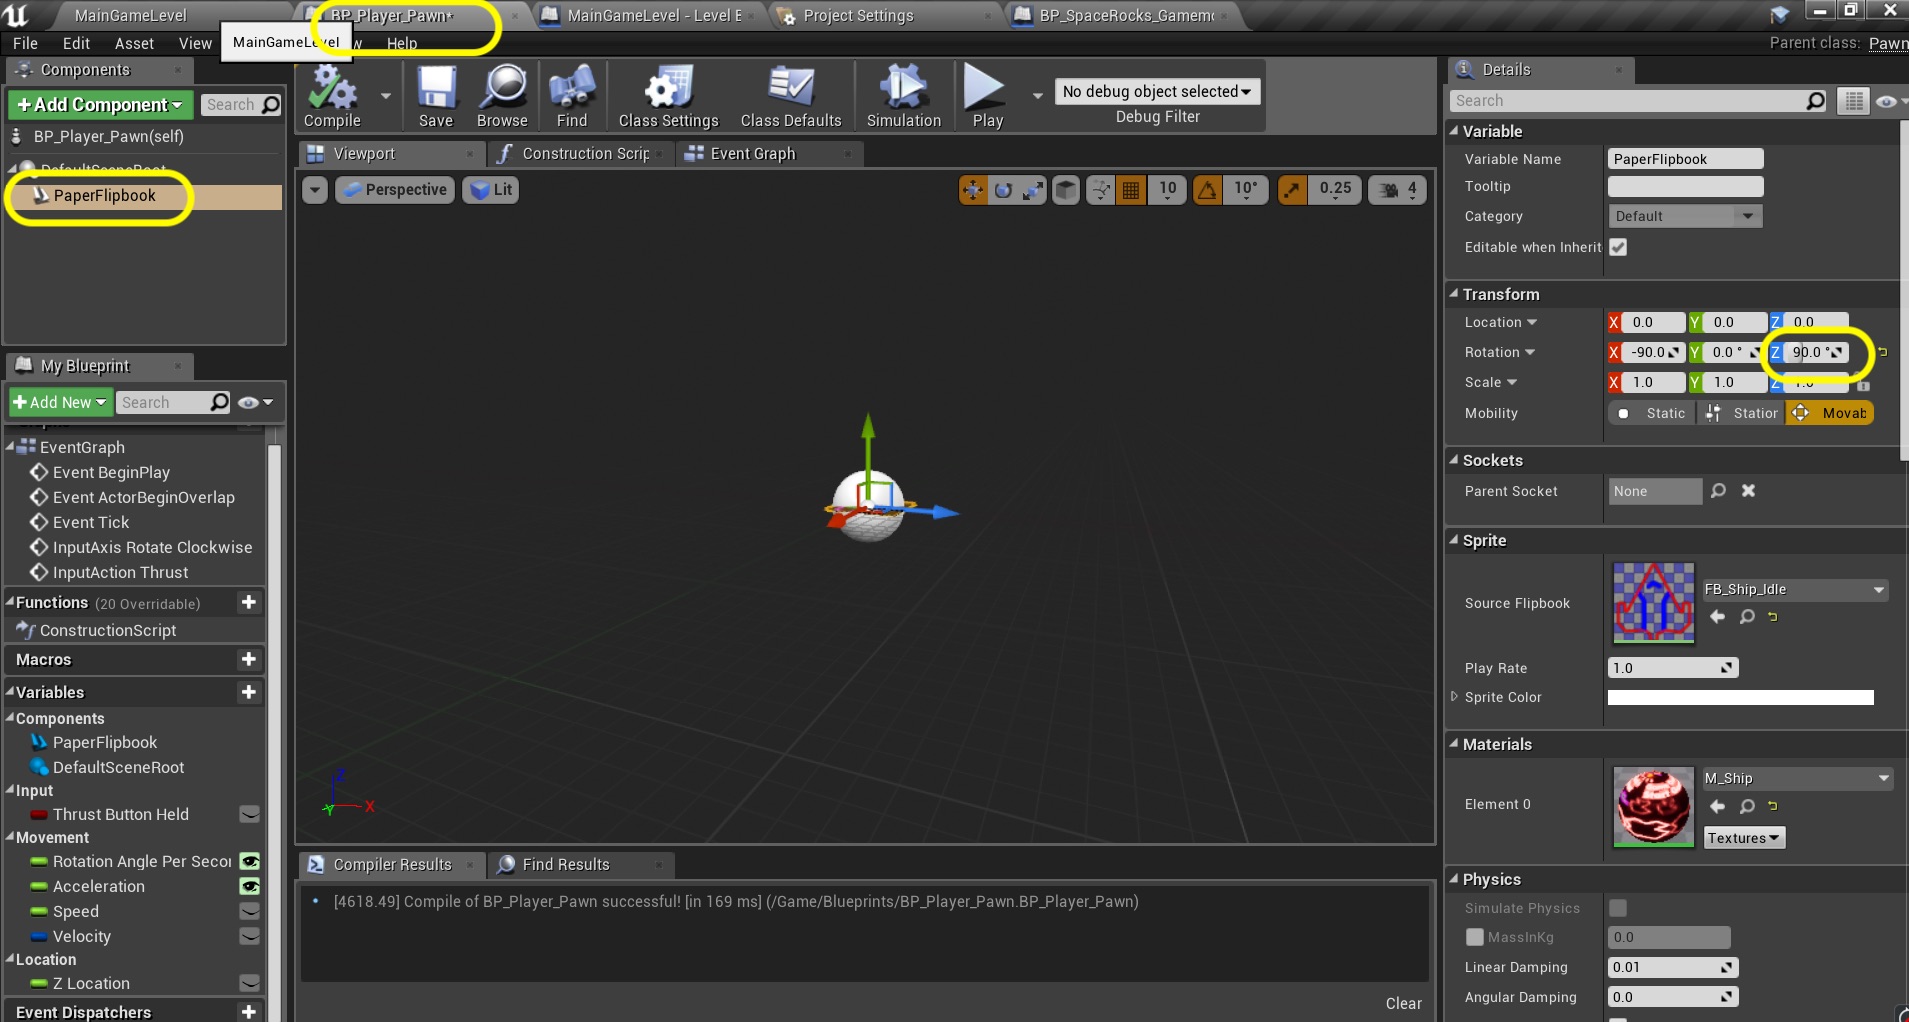 MainGameLevel
BP_Player_Pawn*
MainGameLevel - Level B
Project Settings
BP_SpaceRocks_Gamem
File Edit Asset View Help
MainGameLevel
Parent class: Pawn
Components
+Add Component
Search
BP_Player_Pawn(self)
DefaultSceneRoot
PaperFlipbook
Compile
Save
Browse
Find
Class Settings
Class Defaults
Simulation
Play
No debug object selected
Debug Filter
Viewport
Construction Scrip
Event Graph
Perspective
Lit
10
10°
0.25
4
Z
Y
X
My Blueprint
+Add New
Search
EventGraph
Event BeginPlay
Event ActorBeginOverlap
Event Tick
InputAxis Rotate Clockwise
InputAction Thrust
Functions (20 Overridable)
ConstructionScript
Macros
Variables
Components
PaperFlipbook
DefaultSceneRoot
Input
Thrust Button Held
Movement
Rotation Angle Per Secon
Acceleration
Speed
Velocity
Location
Z Location
Event Dispatchers
Compiler Results
Find Results
[4618.49] Compile of BP_Player_Pawn successful! [in 169 ms] (/Game/Blueprints/BP_Player_Pawn.BP_Player_Pawn)
Clear
Details
Search
Variable
Variable Name PaperFlipbook
Tooltip
Category Default
Editable when Inherit
Transform
Location X 0.0 Y 0.0 Z 0.0
Rotation X -90.0 Y 0.0 ° Z 90.0 °
Scale X 1.0 Y 1.0 Z 1.0
Mobility Static Station Movab
Sockets
Parent Socket None
Sprite
Source Flipbook FB_Ship_Idle
Play Rate 1.0
Sprite Color
Materials
Element 0 M_Ship
Textures
Physics
Simulate Physics
MassInKg 0.0
Linear Damping 0.01
Angular Damping 0.0